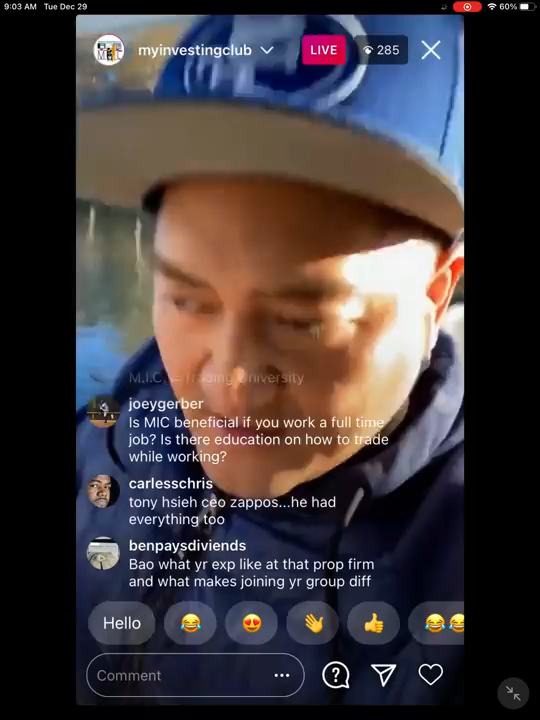 9:03 AM Tue Dec 29
60%
myinvestingclub
LIVE
285
M.I.C. = Trading University
joeygerber
Is MIC beneficial if you work a full time
job? Is there education on how to trade
while working?
carlesschris
tony hsieh ceo zappos...he had
everything too
benpaysdiviends
Bao what yr exp like at that prop firm
and what makes joining yr group diff
Hello
Comment